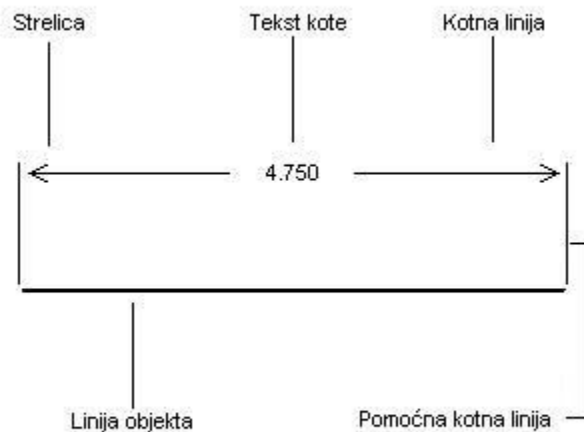 Strelica
Tekst kote
Kotna linija
4.750
Linija objekta
Pomoćna kotna linija